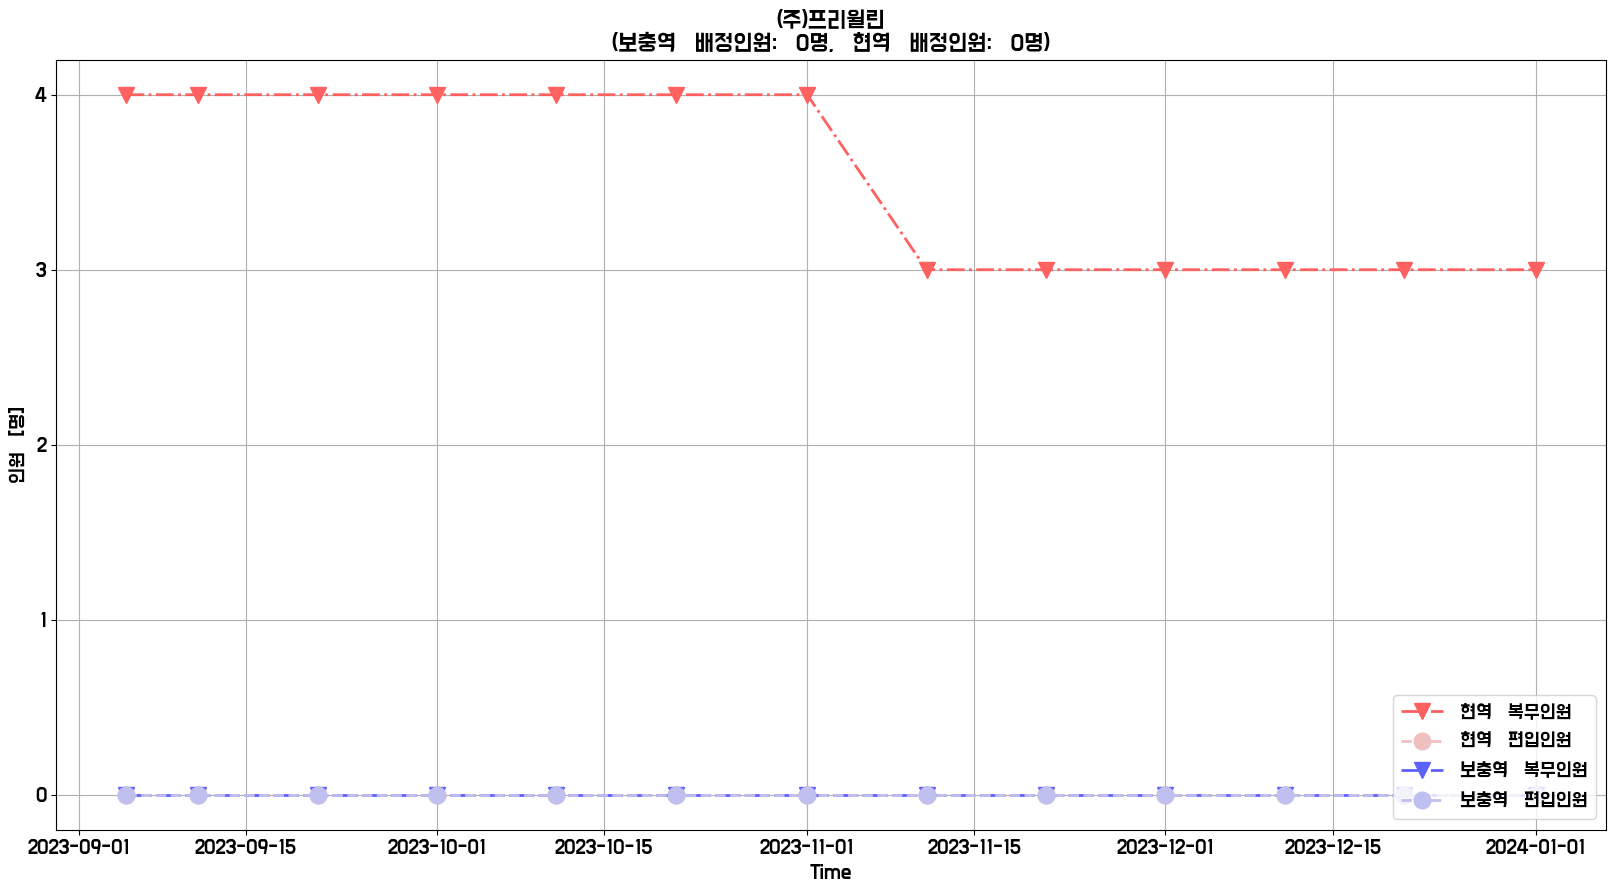 (주)프리윌린
(보충역 배정인원: 0명, 현역 배정인원: 0명)
인원 [명]
4
3
2
1
0
2023-09-01 2023-09-15 2023-10-01 2023-10-15 2023-11-01 2023-11-15 2023-12-01 2023-12-15 2024-01-01
Time
현역 복무인원
현역 편입인원
보충역 복무인원
보충역 편입인원